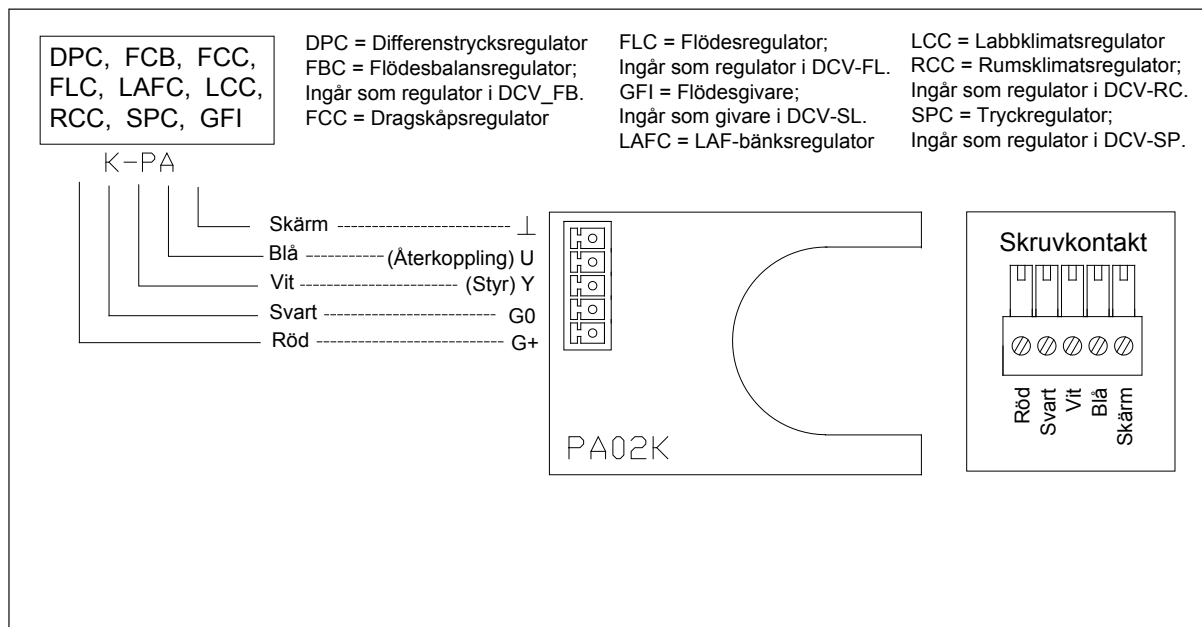 DPC, FCB, FCC,
FLC, LAFC, LCC,
RCC, SPC, GFI
K-PA
DPC = Differenstrycksregulator
FBC = Flödesbalansregulator;
Ingår som regulator i DCV_FB.
FCC = Dragskåpsregulator
FLC = Flödesregulator;
Ingår som regulator i DCV-FL.
GFI = Flödesgivare;
Ingår som givare i DCV-SL.
LAFC = LAF-bänksregulator
LCC = Labbklimatsregulator
RCC = Rumsklimatsregulator;
Ingår som regulator i DCV-RC.
SPC = Tryckregulator;
Ingår som regulator i DCV-SP.
Skärm ⊥
Blå (Återkoppling) U
Vit (Styr) Y
Svart G0
Röd G+
PA02K
Skruvkontakt
Röd
Svart
Vit
Blå
Skärm